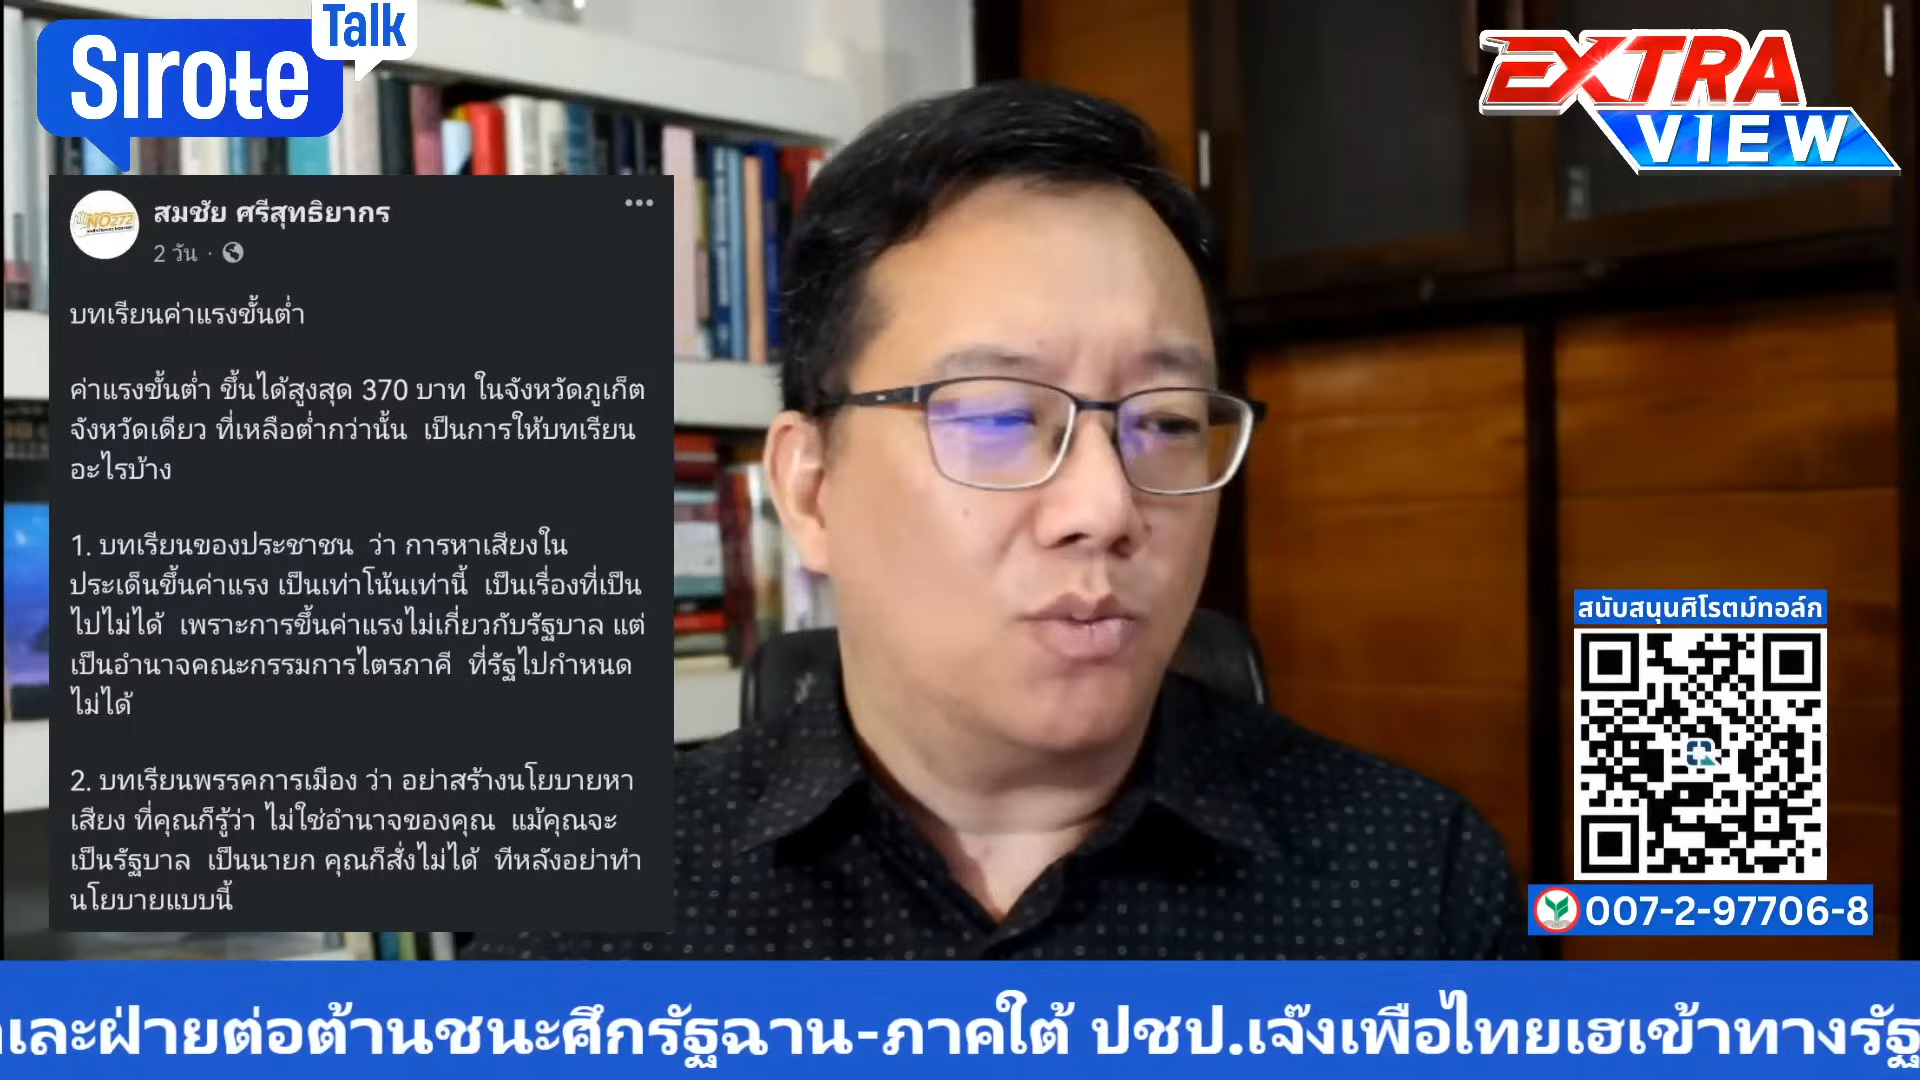 Sirote
Talk
EXTRA
VIEW
สมชัย ศรีสุทธิยากร
2 วัน ·
NO272
บทเรียนค่าแรงขั้นต่ำ
ค่าแรงขั้นต่ำ ขึ้นได้สูงสุด 370 บาท ในจังหวัดภูเก็ต
จังหวัดเดียว ที่เหลือต่ำกว่านั้น เป็นการให้บทเรียน
อะไรบ้าง
1. บทเรียนของประชาชน ว่า การหาเสียงใน
ประเด็นขึ้นค่าแรง เป็นเท่าโน้นเท่านี้ เป็นเรื่องที่เป็น
ไปไม่ได้ เพราะการขึ้นค่าแรงไม่เกี่ยวกับรัฐบาล แต่
เป็นอำนาจคณะกรรมการไตรภาคี ที่รัฐไปกำหนด
ไม่ได้
2. บทเรียนพรรคการเมือง ว่า อย่าสร้างนโยบายหา
เสียง ที่คุณก็รู้ว่า ไม่ใช่อำนาจของคุณ แม้คุณจะ
เป็นรัฐบาล เป็นนายก คุณก็สั่งไม่ได้ ทีหลังอย่าทำ
นโยบายแบบนี้
สนับสนุนศิโรตม์ทอล์ก
007-2-97706-8
และฝ่ายต่อต้านชนะศึกรัฐฉาน-ภาคใต้ ปชป.เจ๊งเพื่อไทยเฮเข้าทางรัฐ